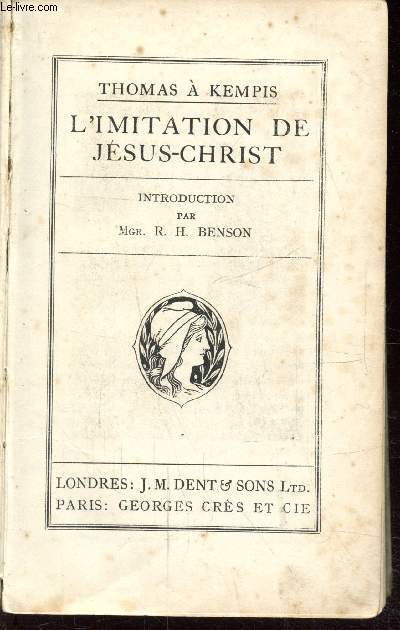 Le-livre.com
THOMAS À KEMPIS
L'IMITATION DE
JÉSUS-CHRIST
INTRODUCTION
PAR
MGR. R. H. BENSON
LONDRES: J. M. DENT & SONS LTD.
PARIS: GEORGES CRÈS ET CIE